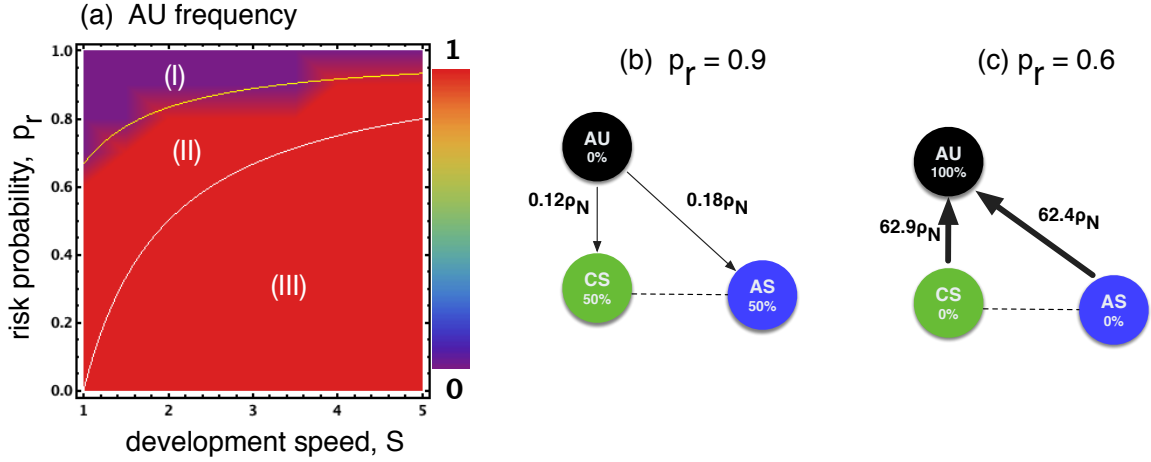 (a) AU frequency
1
0
1.0
0.8
0.6
0.4
0.2
0.0
1
2
3
4
5
risk probability, pr
development speed, S
(I)
(II)
(III)
(b) pr = 0.9
AU
0%
0.12ρN
0.18ρN
CS
50%
AS
50%
(c) pr = 0.6
AU
100%
62.9ρN
62.4ρN
CS
0%
AS
0%